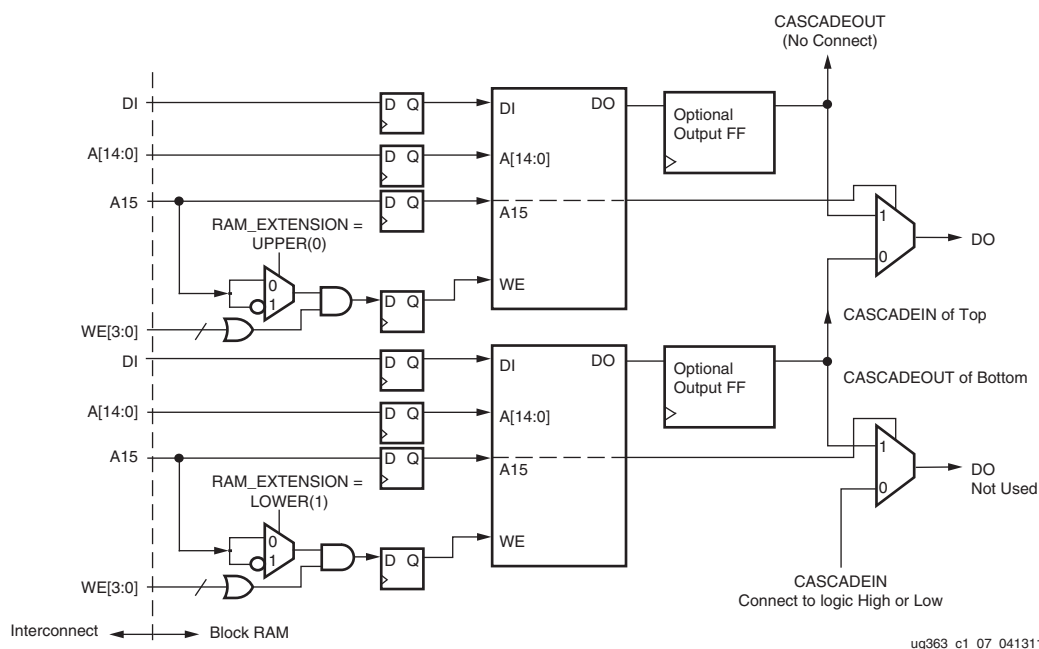 CASCADEOUT
(No Connect)
DI
D Q
DI
DO
Optional
Output FF
A[14:0]
D Q
A[14:0]
A15
D Q
A15
1
RAM_EXTENSION =
UPPER(0)
DO
0
0
1
D Q
WE
WE[3:0]
CASCADEIN of Top
DI
D Q
DI
DO
Optional
Output FF
CASCADEOUT of Bottom
A[14:0]
D Q
A[14:0]
A15
D Q
A15
1
RAM_EXTENSION =
LOWER(1)
DO
Not Used
0
0
1
D Q
WE
WE[3:0]
CASCADEIN
Connect to logic High or Low
Interconnect
Block RAM
ug363_c1_07_041311